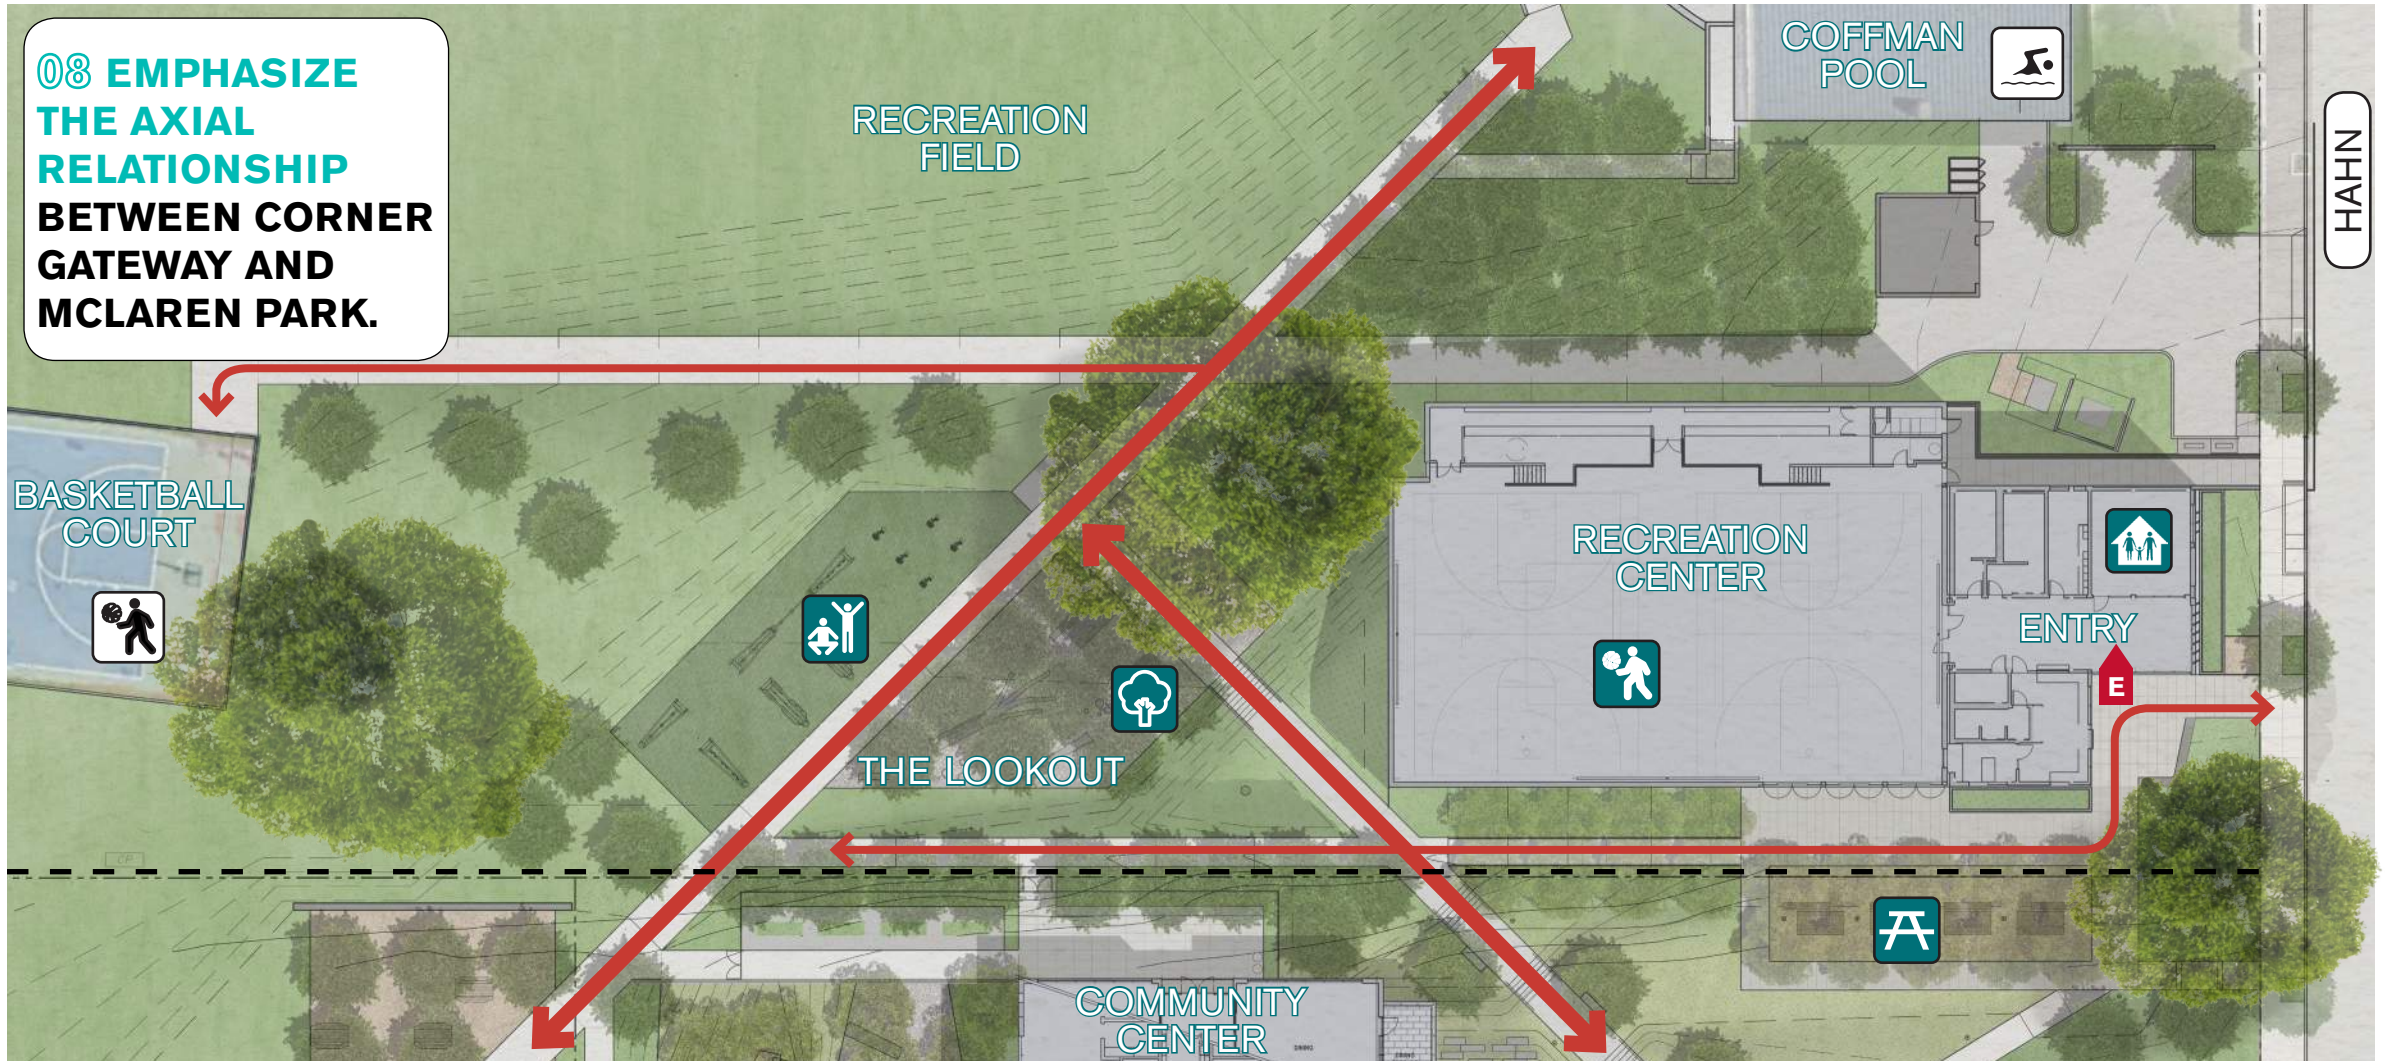 08 EMPHASIZE
THE AXIAL
RELATIONSHIP
BETWEEN CORNER
GATEWAY AND
MCLAREN PARK.
COFFMAN
POOL
RECREATION
FIELD
HAHN
BASKETBALL
COURT
RECREATION
CENTER
ENTRY
E
THE LOOKOUT
CP
COMMUNITY
CENTER